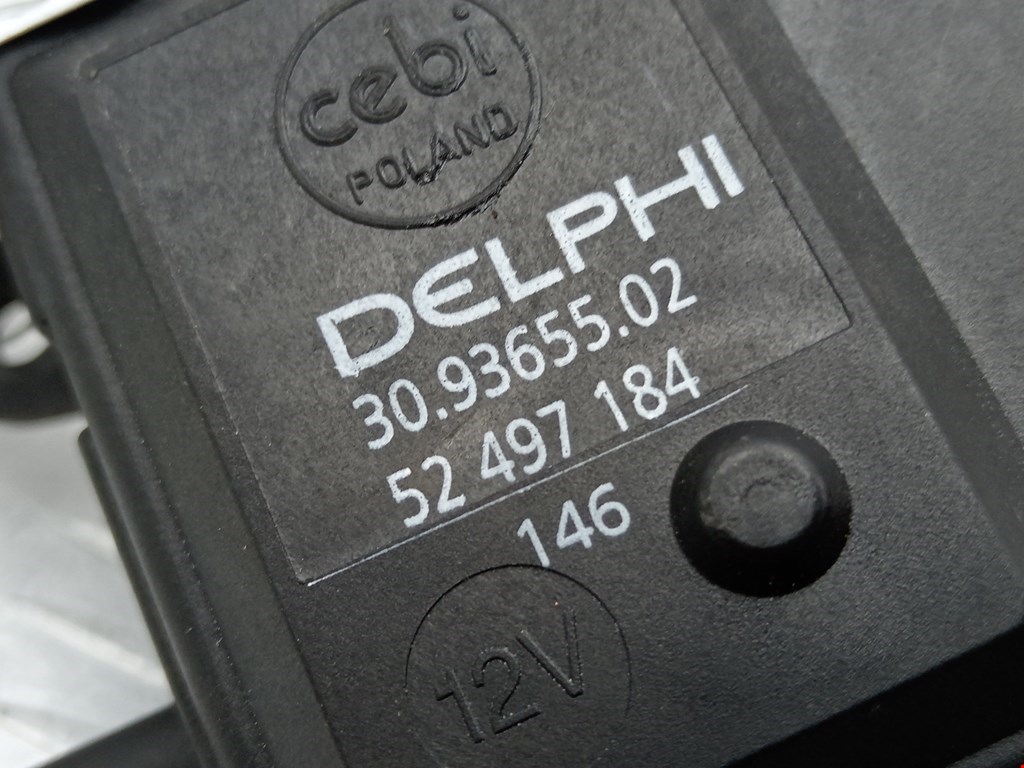 cebi
POLAND
DELPHI
30.93655.02
52 497 184
146
12V